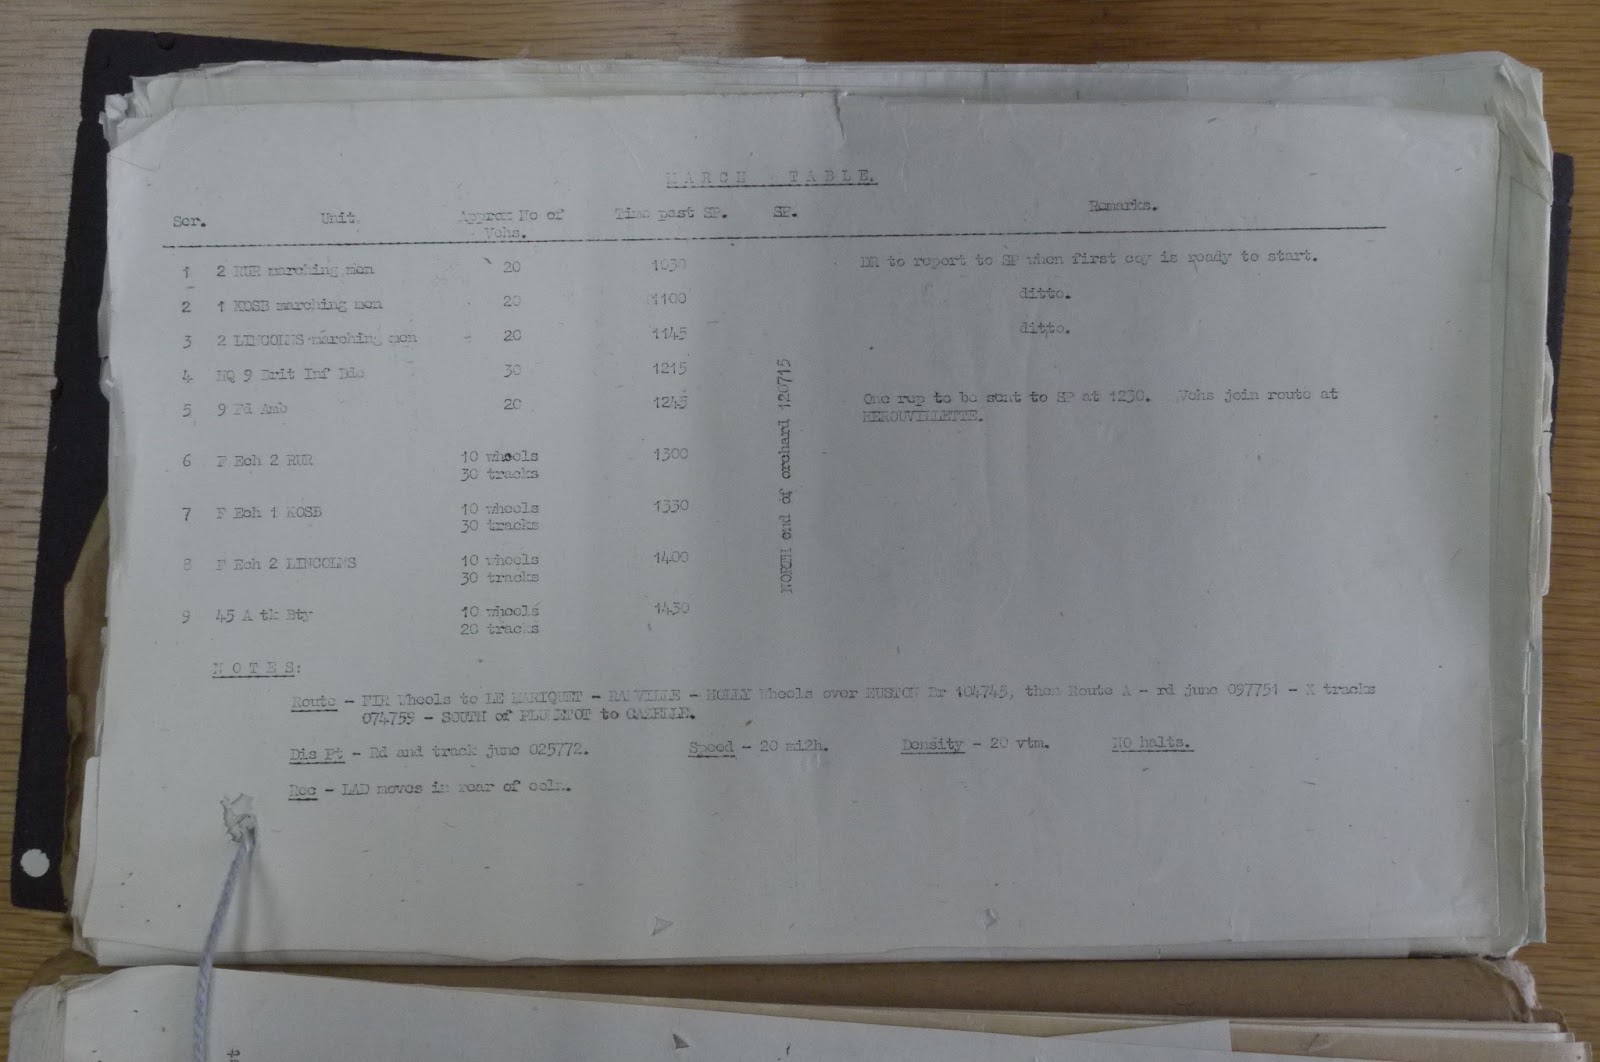 MARCH TABLE.
Ser. Unit. Approx No of Vehs. Time past SP. SP. Remarks.
1 2 RUR marching men 20 1030 DR to report to SP when first coy is ready to start.
2 1 KOSB marching men 20 1100 ditto.
3 2 LINCOLNS marching men 20 1145 ditto.
4 HQ 9 Brit Inf Bde 30 1215
5 9 Fd Amb 20 1245 One rep to be sent to SP at 1230. Vehs join route at
HEROUVILLETTE.
6 F Ech 2 RUR 10 wheels 1300
30 tracks
7 F Ech 1 KOSB 10 wheels 1330
30 tracks
8 F Ech 2 LINCOLNS 10 wheels 1400
30 tracks
9 45 A tk Bty 10 wheels 1430
20 tracks
NORTH end of orchard 120715
NOTES:
Route - FIR Wheels to LE MARIQUET - RANVILLE - HOLLY Wheels over EUSTON Br 104745, then Route A - rd junc 097751 - X tracks
074759 - SOUTH of to GAZELLE.
Dis Pt - Rd and track junc 025772. Speed - 20 mi2h. Density - 20 vtm. NO halts.
Rec - LAD moves in rear of coln.